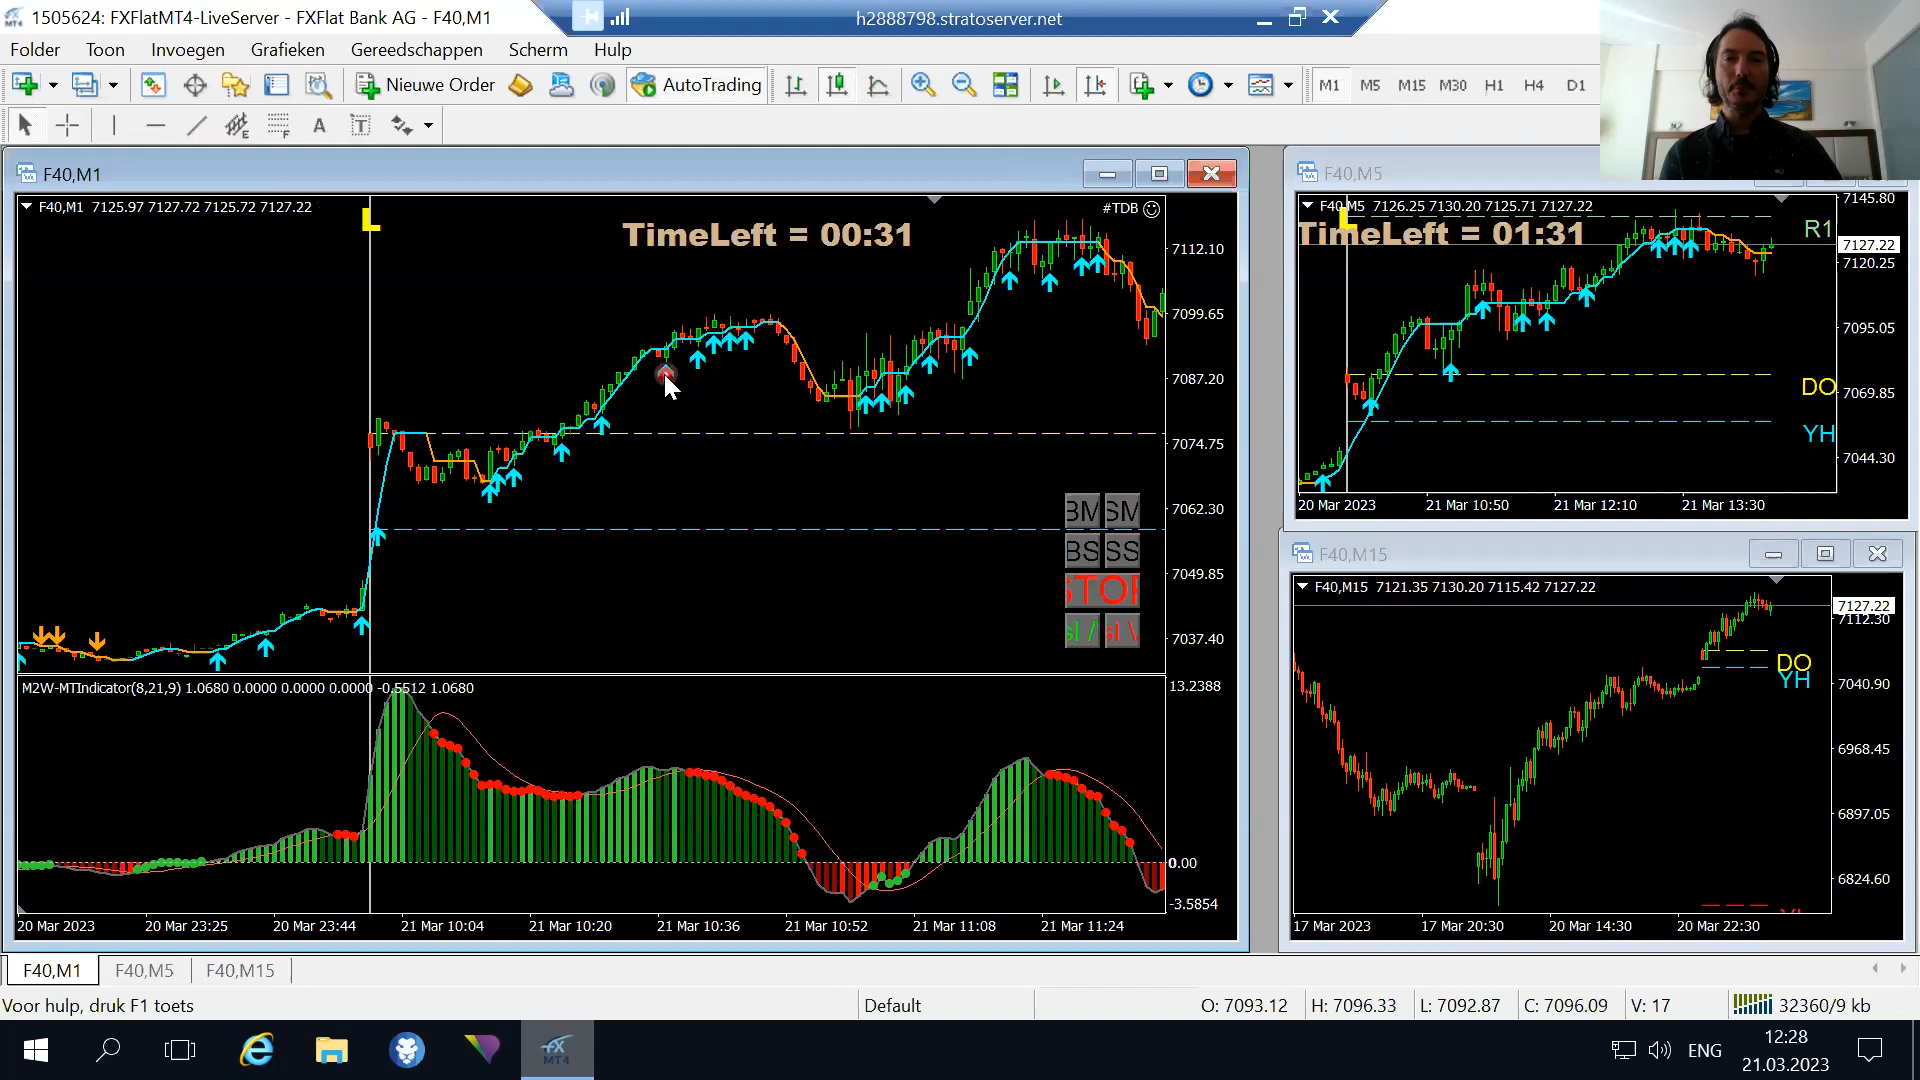 1505624: FXFlatMT4-LiveServer - FXFlat Bank AG - F40,M1
h2888798.stratoserver.net
Folder Toon Invoegen Grafieken Gereedschappen Scherm Hulp
Nieuwe Order AutoTrading M1 M5 M15 M30 H1 H4 D1
A T
F40,M1
F40,M1 7125.97 7127.72 7125.72 7127.22
#TDB
L
TimeLeft = 00:31
7112.10
7099.65
7087.20
7074.75
7062.30
7049.85
7037.40
BM SM
BS SS
STOP
sl / sl \
M2W-MTIndicator(8,21,9) 1.0680 0.0000 0.0000 0.0000 -0.5512 1.0680
13.2388
0.00
-3.5854
20 Mar 2023 20 Mar 23:25 20 Mar 23:44 21 Mar 10:04 21 Mar 10:20 21 Mar 10:36 21 Mar 10:52 21 Mar 11:08 21 Mar 11:24
F40,M5
F40,M5 7126.25 7130.20 7125.71 7127.22
L
TimeLeft = 01:31
R1
DO
YH
7145.80
7127.22
7120.25
7095.05
7069.85
7044.30
20 Mar 2023 21 Mar 10:50 21 Mar 12:10 21 Mar 13:30
F40,M15
F40,M15 7121.35 7130.20 7115.42 7127.22
DO
YH
7127.22
7112.30
7040.90
6968.45
6897.05
6824.60
17 Mar 2023 17 Mar 20:30 20 Mar 14:30 20 Mar 22:30
F40,M1 F40,M5 F40,M15
Voor hulp, druk F1 toets
Default
O: 7093.12 H: 7096.33 L: 7092.87 C: 7096.09 V: 17 32360/9 kb
FX
MT4
ENG
12:28
21.03.2023